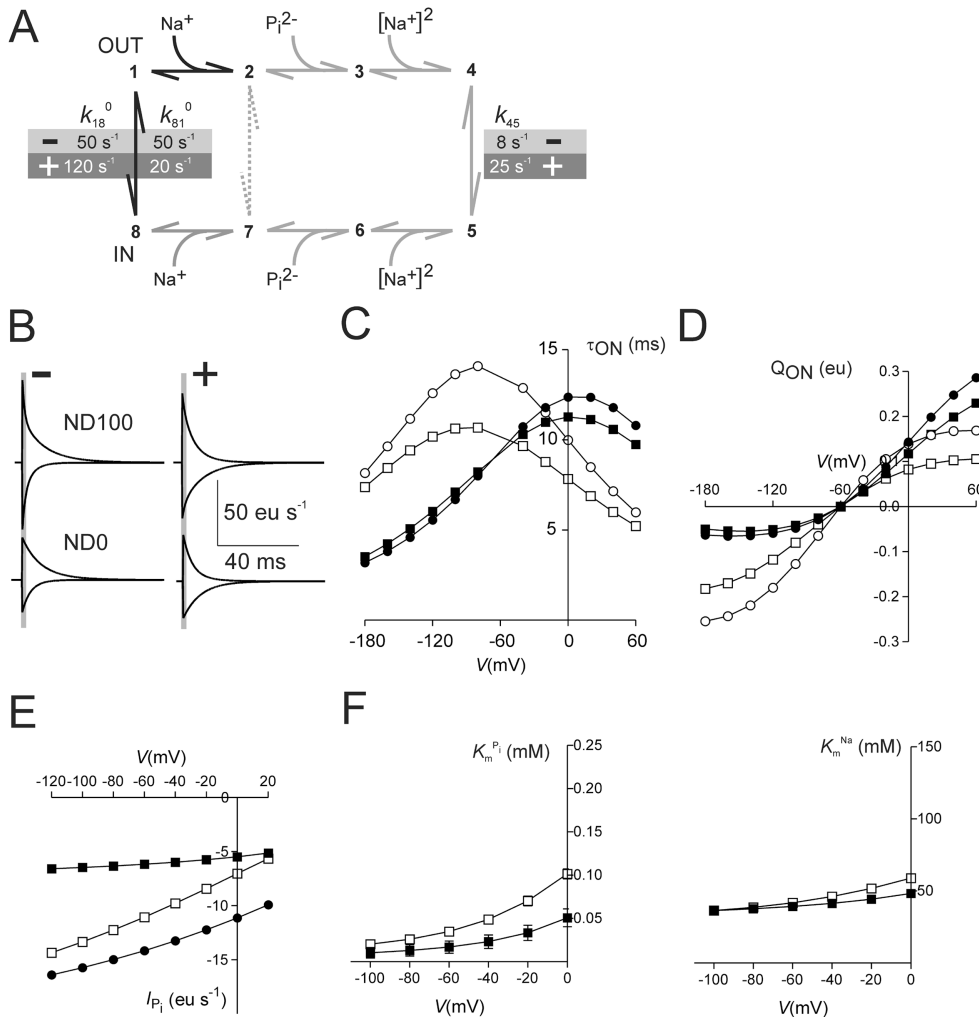 A
Na⁺ Pᵢ²⁻ [Na⁺]²
OUT
1 2 3 4
k₁₈⁰ k₈₁⁰ k₄₅
− 50 s⁻¹ 50 s⁻¹ 8 s⁻¹ −
+ 120 s⁻¹ 20 s⁻¹ 25 s⁻¹ +
8 7 6 5
IN
Na⁺ Pᵢ²⁻ [Na⁺]²
B
− +
ND100
50 eu s⁻¹
ND0
40 ms
C
τON (ms)
15
10
5
-180 -120 -60 0 60
V(mV)
D
QON (eu)
0.3
0.2
V(mV)
-180 -120 -60 60
0.0
-0.1
-0.2
-0.3
E
V(mV)
-120 -100 -80 -60 -40 -20 20
0
-5
-10
-15
IPᵢ (eu s⁻¹)
F
KₘPᵢ (mM)
0.25
0.20
0.15
0.10
0.05
-100 -80 -60 -40 -20 0
V(mV)
KₘNa (mM)
150
100
50
-100 -80 -60 -40 -20 0
V(mV)